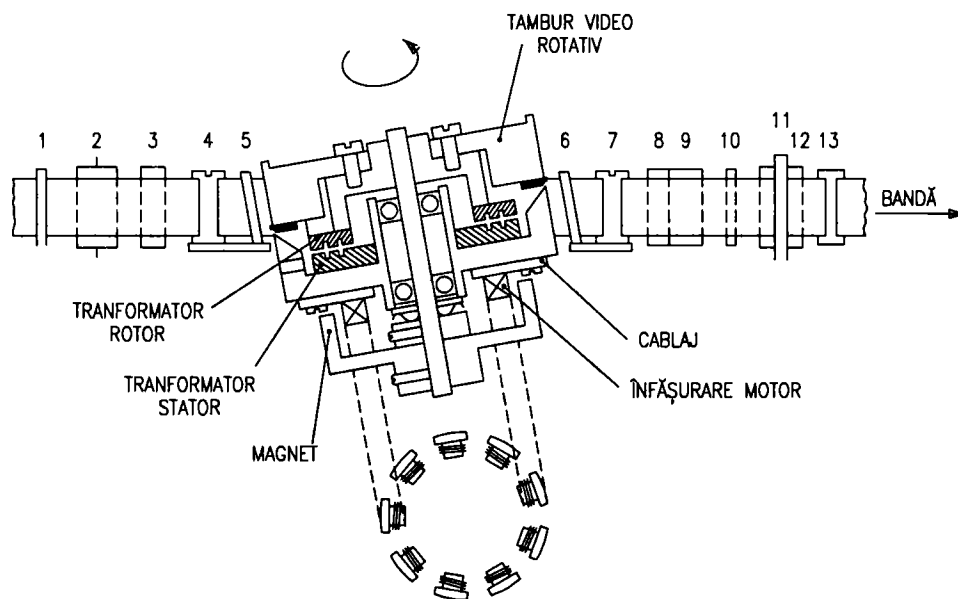 TAMBUR VIDEO
ROTATIV
1 2 3 4 5 6 7 8 9 10 11 12 13
BANDĂ
TRANFORMATOR
ROTOR
CABLAJ
TRANFORMATOR
STATOR
ÎNFĂȘURARE MOTOR
MAGNET